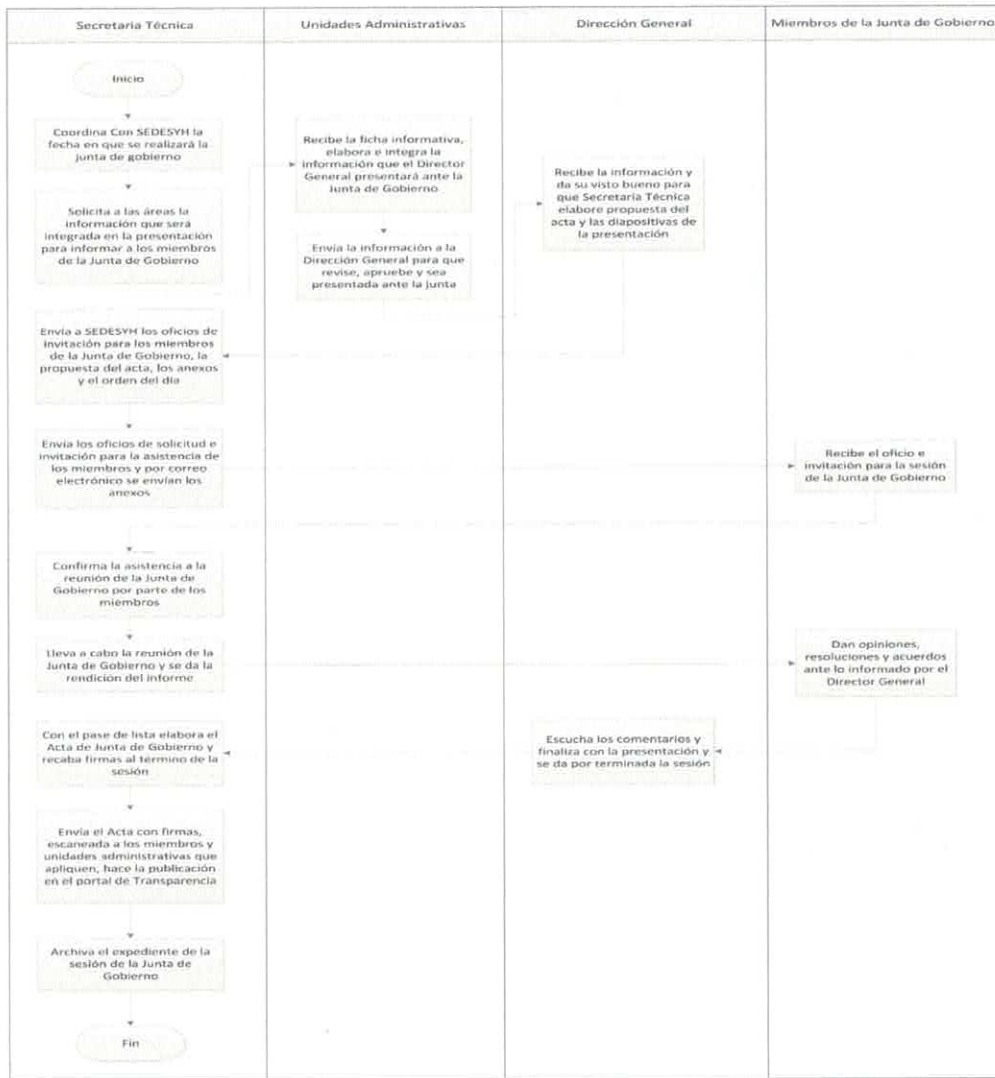 Secretaria Técnica
Unidades Administrativas
Dirección General
Miembros de la Junta de Gobierno
Inicio
Coordina Con SEDESYH la
fecha en que se realizará la
junta de gobierno
Solicita a las áreas la
información que será
integrada en la presentación
para informar a los miembros
de la Junta de Gobierno
Recibe la ficha informativa,
elabora e integra la
información que el Director
General presentará ante la
Junta de Gobierno
Envía la información a la
Dirección General para que
revise, apruebe y sea
presentada ante la junta
Recibe la información y
da su visto bueno para
que Secretaria Técnica
elabore propuesta del
acta y las diapositivas de
la presentación
Envía a SEDESYH los oficios de
invitación para los miembros
de la Junta de Gobierno, la
propuesta del acta, los anexos
y el orden del día
Envía los oficios de solicitud e
invitación para la asistencia de
los miembros y por correo
electrónico se envían los
anexos
Recibe el oficio e
invitación para la sesión
de la Junta de Gobierno
Confirma la asistencia a la
reunión de la Junta de
Gobierno por parte de los
miembros
Lleva a cabo la reunión de la
Junta de Gobierno y se da la
rendición del informe
Dan opiniones,
resoluciones y acuerdos
ante lo informado por el
Director General
Escucha los comentarios y
finaliza con la presentación y
se da por terminada la sesión
Con el pase de lista elabora el
Acta de Junta de Gobierno y
recaba firmas al término de la
sesión
Envía el Acta con firmas,
escaneada a los miembros y
unidades administrativas que
apliquen, hace la publicación
en el portal de Transparencia
Archiva el expediente de la
sesión de la Junta de
Gobierno
Fin